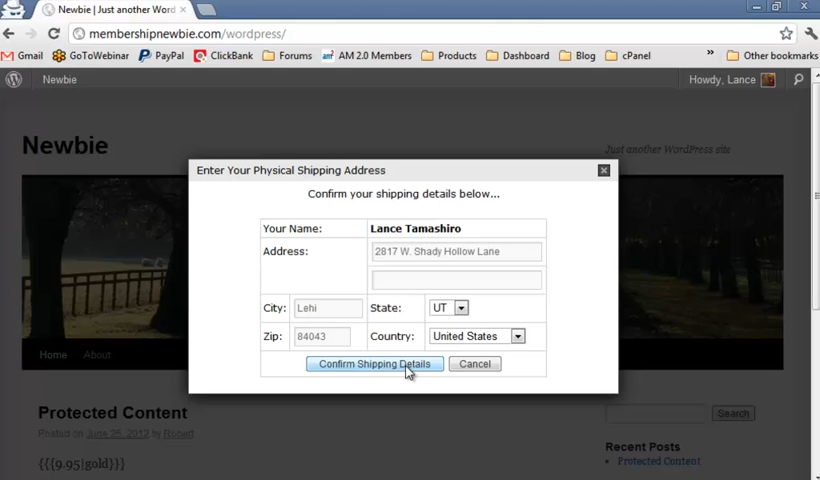 Newbie | Just another Word
membershipnewbie.com/wordpress/
Gmail GoToWebinar PayPal ClickBank Forums AM 2.0 Members Products Dashboard Blog cPanel » Other bookmarks
Newbie Howdy, Lance
Newbie
Just another WordPress site
Enter Your Physical Shipping Address
Confirm your shipping details below...
Your Name: Lance Tamashiro
Address: 2817 W. Shady Hollow Lane
City: Lehi State: UT
Zip: 84043 Country: United States
Confirm Shipping Details Cancel
Home About
Protected Content
Search
Posted on June 25, 2012 by Robert
Recent Posts
{{{9.95|gold}}}
Protected Content